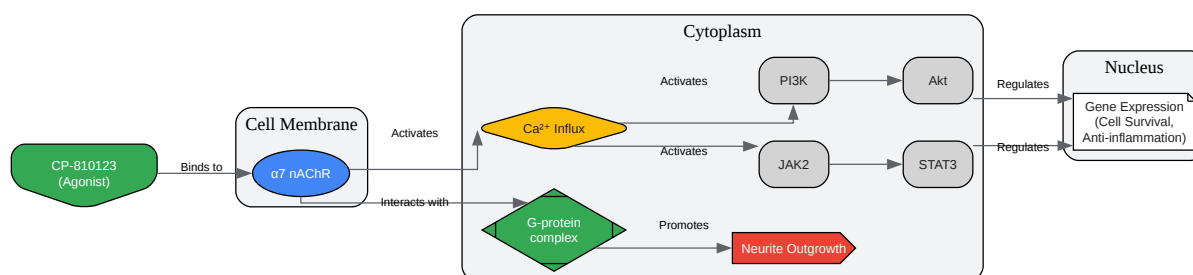 Cytoplasm
Nucleus
Cell Membrane
CP-810123
(Agonist)
Binds to
α7 nAChR
Activates
Interacts with
Ca²⁺ Influx
G-protein
complex
Activates
Activates
Promotes
PI3K
Akt
JAK2
STAT3
Neurite Outgrowth
Regulates
Regulates
Gene Expression
(Cell Survival,
Anti-inflammation)